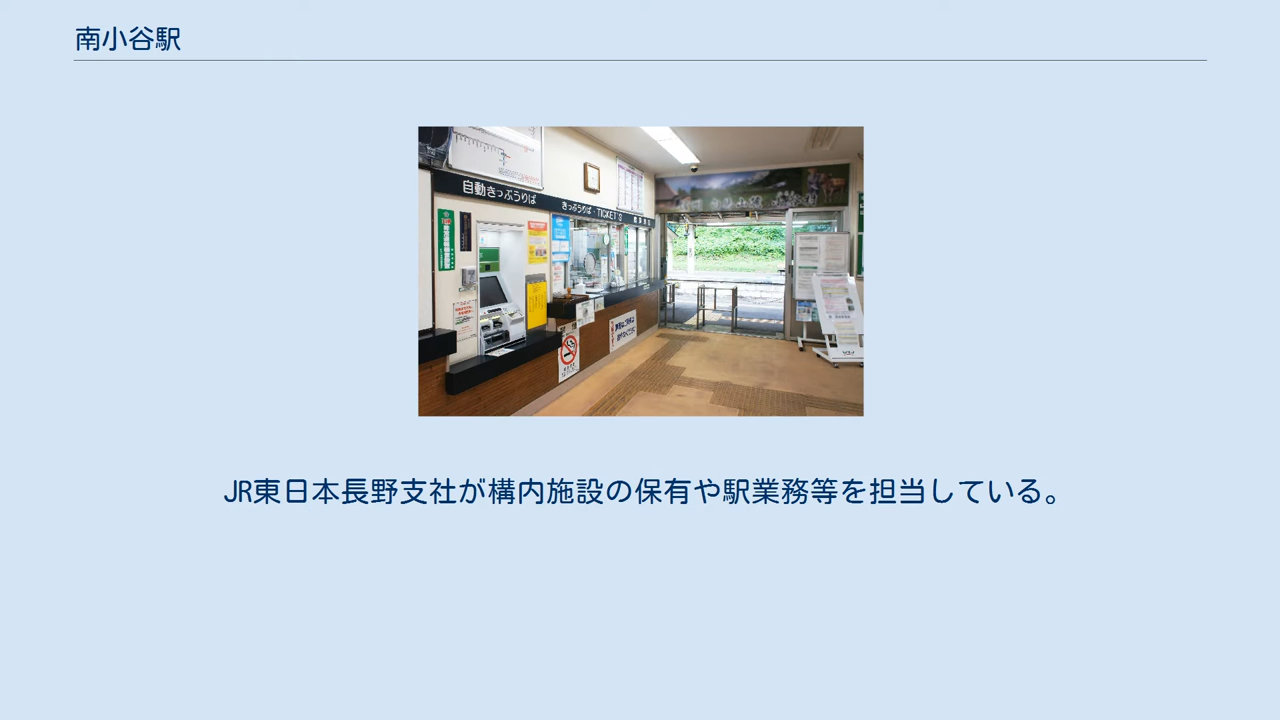 南小谷駅
自動きっぷうりば
きっぷうりば・TICKET'S
JR東日本長野支社が構内施設の保有や駅業務等を担当している。